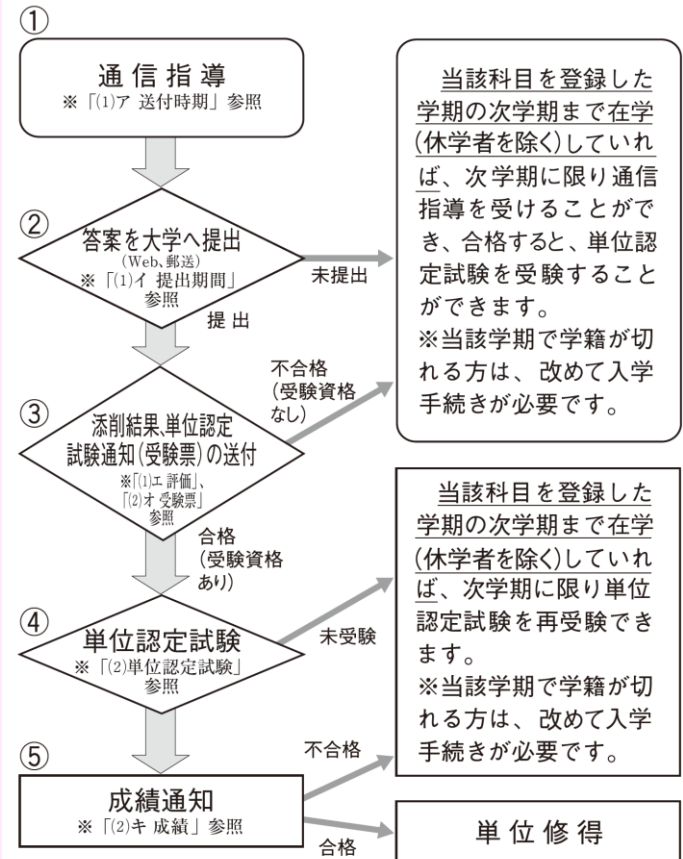 ①
通信指導
※「(1)ア 送付時期」参照
②
答案を大学へ提出
(Web、郵送)
※「(1)イ 提出期間」
参照
未提出
提出
③
添削結果、単位認定
試験通知(受験票)の送付
※「(1)エ 評価」、
「(2)オ 受験票」
参照
不合格
(受験資格
なし)
合格
(受験資格
あり)
④
単位認定試験
※「(2)単位認定試験」
参照
未受験
⑤
成績通知
※「(2)キ 成績」参照
不合格
合格
当該科目を登録した
学期の次学期まで在学
(休学者を除く)していれ
ば、次学期に限り通信
指導を受けることがで
き、合格すると、単位認
定試験を受験すること
ができます。
※当該学期で学籍が切
れる方は、改めて入学
手続きが必要です。
当該科目を登録した
学期の次学期まで在学
(休学者を除く)していれ
ば、次学期に限り単位
認定試験を再受験でき
ます。
※当該学期で学籍が切
れる方は、改めて入学
手続きが必要です。
単位修得